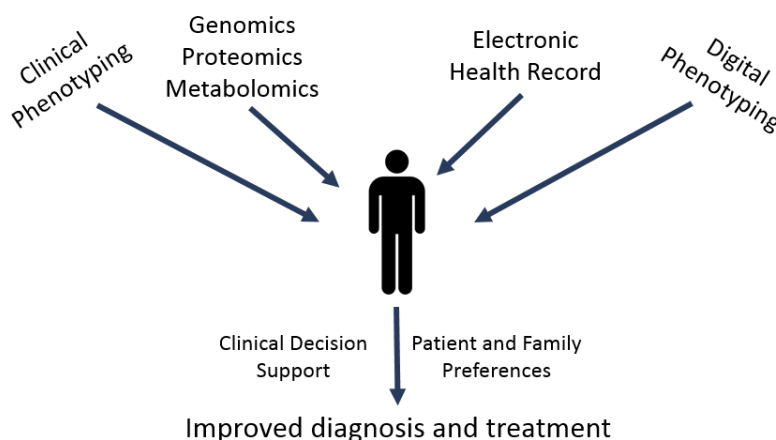 Clinical
Phenotyping
Genomics
Proteomics
Metabolomics
Electronic
Health Record
Digital
Phenotyping
Clinical Decision
Support
Patient and Family
Preferences
Improved diagnosis and treatment